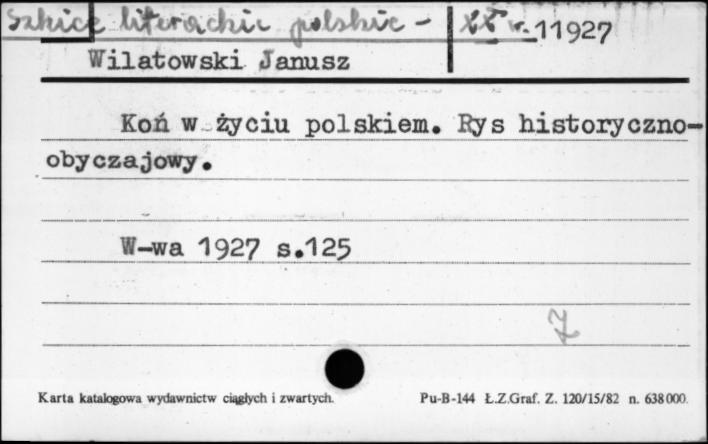 Szkice literackie polskie - XX w. 11927
Wilatowski Janusz
Koń w życiu polskiem. Rys historyczno-
obyczajowy.
W-wa 1927 s.125
Z
Karta katalogowa wydawnictw ciągłych i zwartych. Pu-B-144 Ł.Z.Graf. Z. 120/15/82 n. 638000.